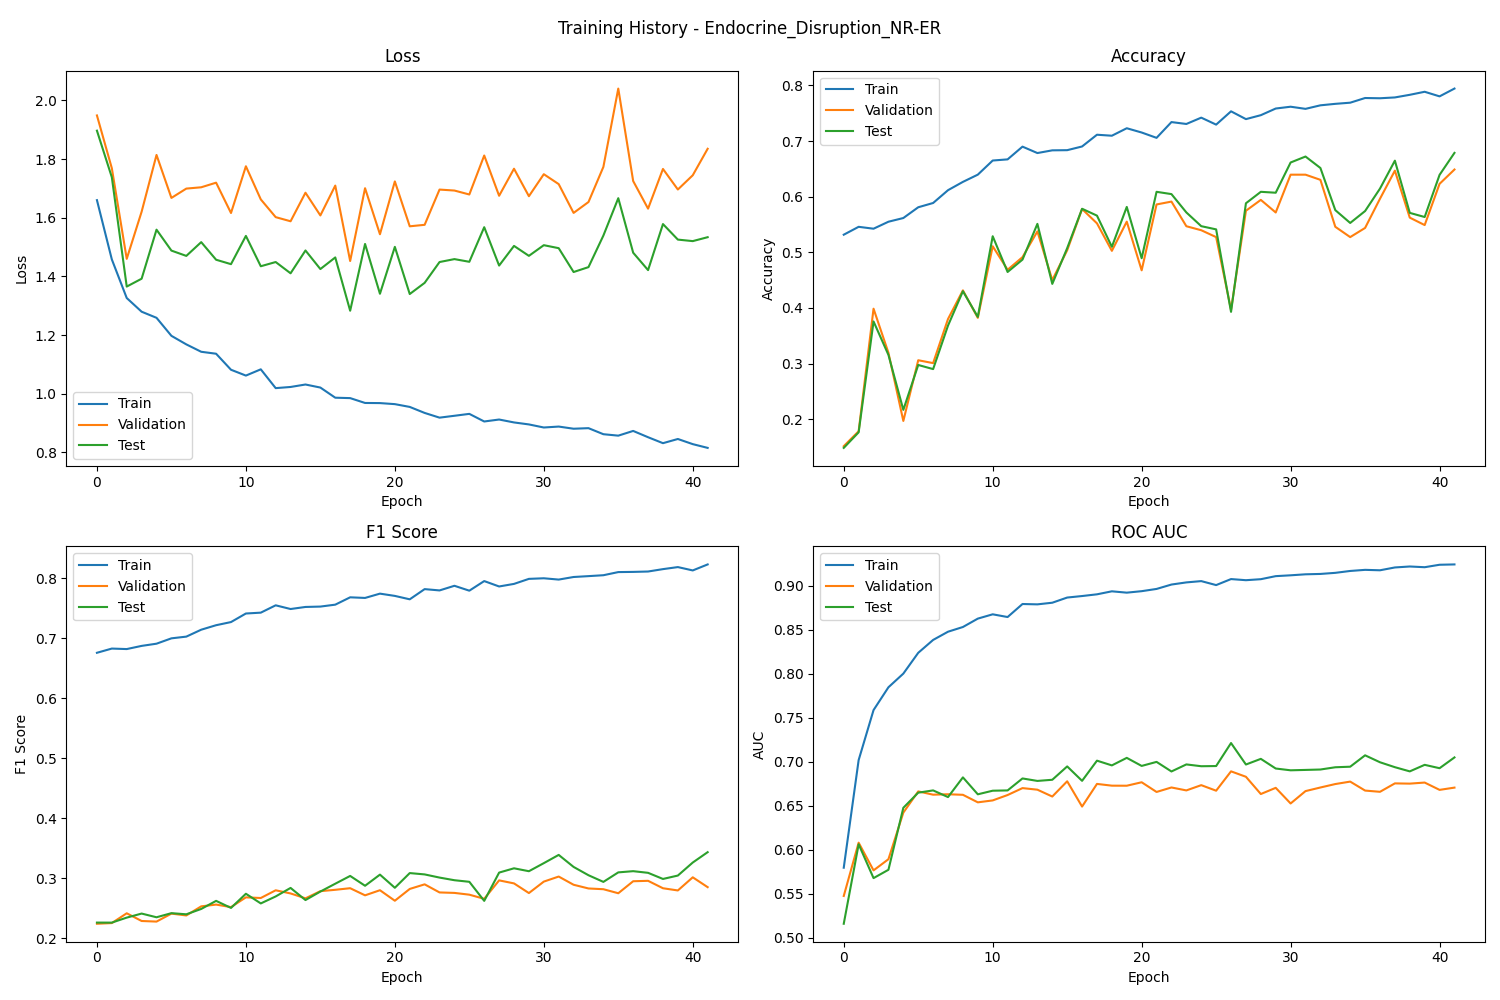 Training History - Endocrine_Disruption_NR-ER
Loss
2.0
1.8
1.6
1.4
1.2
1.0
0.8
Loss
Train
Validation
Test
0 10 20 30 40
Epoch
Accuracy
0.8
0.7
0.6
0.5
0.4
0.3
0.2
Accuracy
Train
Validation
Test
0 10 20 30 40
Epoch
F1 Score
0.8
0.7
0.6
0.5
0.4
0.3
0.2
F1 Score
Train
Validation
Test
0 10 20 30 40
Epoch
ROC AUC
0.90
0.85
0.80
0.75
0.70
0.65
0.60
0.55
0.50
AUC
Train
Validation
Test
0 10 20 30 40
Epoch